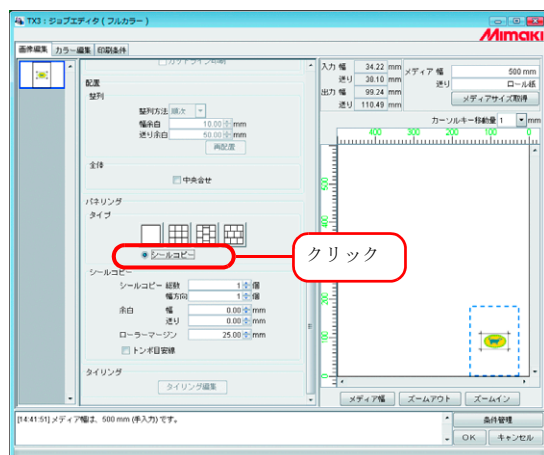 TX3：ジョブエディタ（フルカラー）
Mimaki
画像編集 カラー編集 印刷条件
カットライン印刷
配置
整列
整列方法 順次
幅余白 10.00 mm
送り余白 50.00 mm
再配置
全体
中央合せ
パネリング
タイプ
シールコピー
クリック
シールコピー
シールコピー 総数 1 個
幅方向 1 個
余白 幅 0.00 mm
送り 0.00 mm
ローラーマージン 25.00 mm
トンボ目安線
タイリング
タイリング編集
入力 幅 34.22 mm
送り 38.10 mm
出力 幅 99.24 mm
送り 110.49 mm
メディア 幅 500 mm
送り ロール紙
メディアサイズ取得
カーソルキー移動量 1 mm
400 300 200 100 0
500
400
300
200
100
0
メディア幅 ズームアウト ズームイン
[14:41:51] メディア幅は、500 mm (手入力) です。
条件管理
OK キャンセル